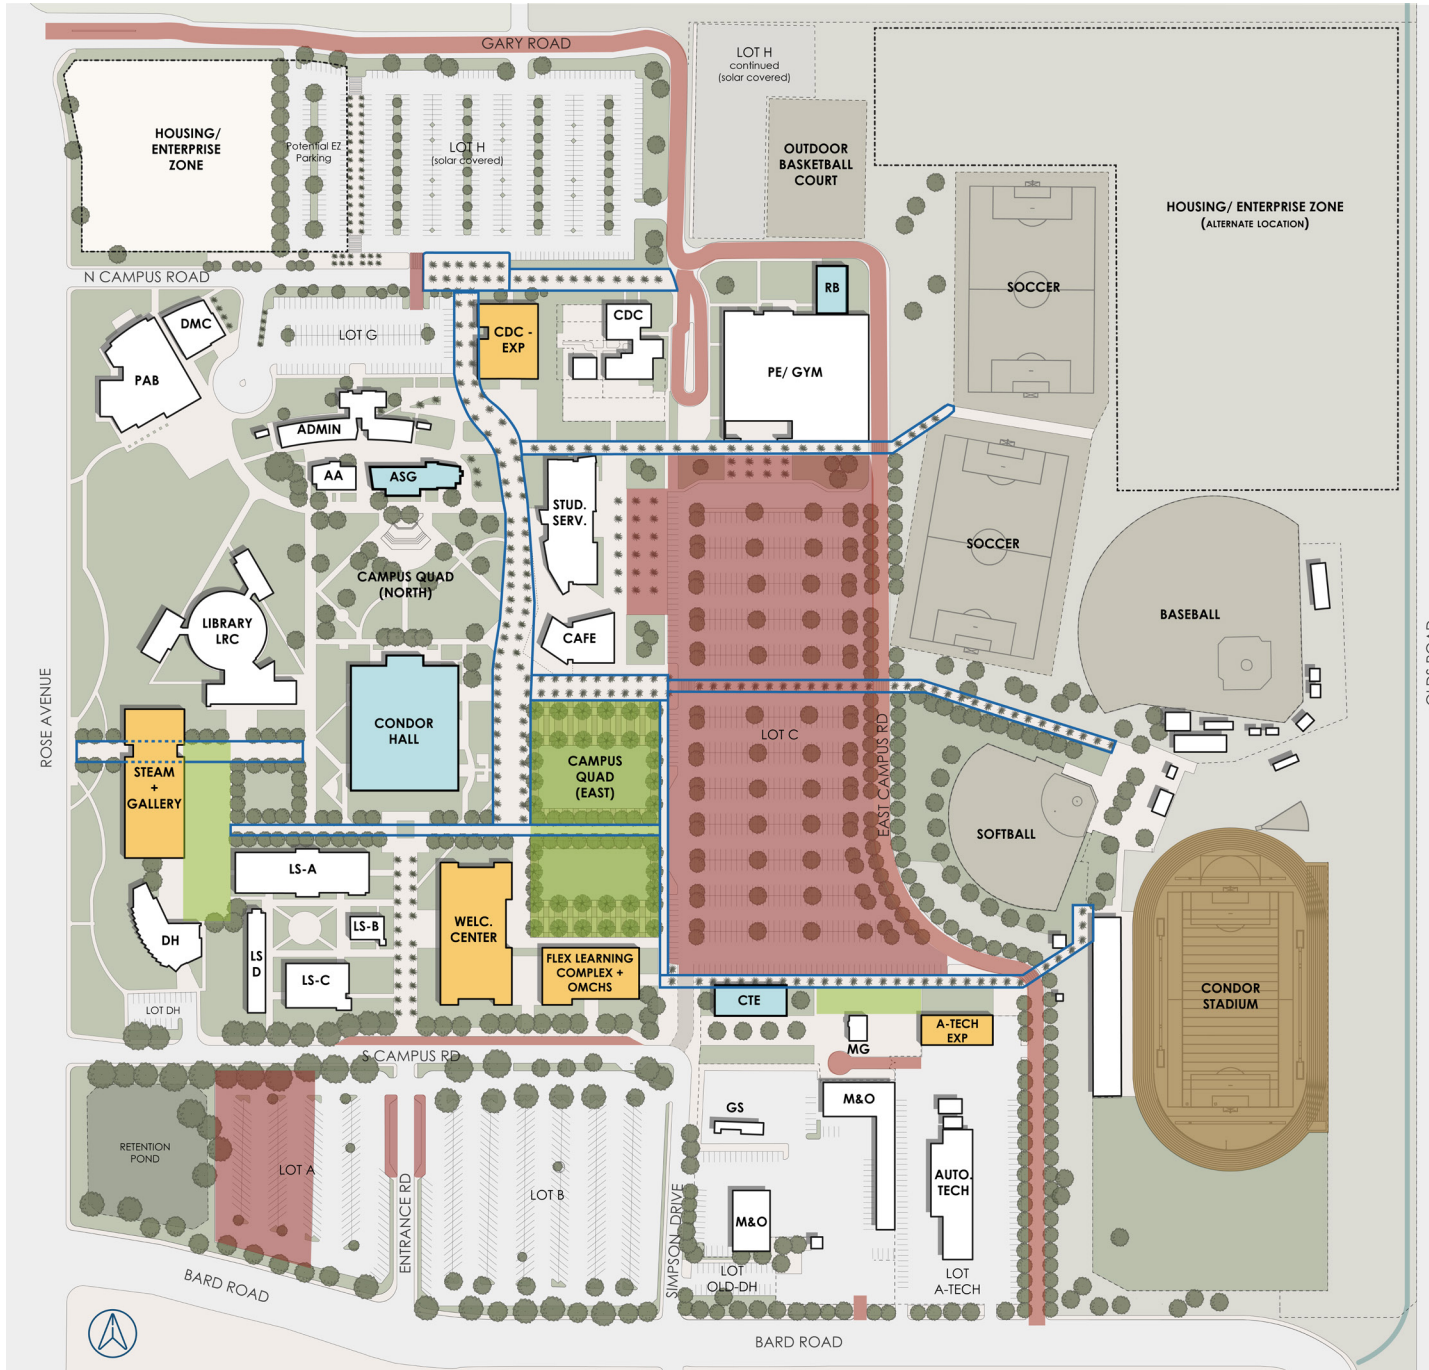 GARY ROAD
LOT H
continued
(solar covered)
HOUSING/
ENTERPRISE
ZONE
Potential EZ
Parking
LOT H
(solar covered)
OUTDOOR
BASKETBALL
COURT
HOUSING/ ENTERPRISE ZONE
(ALTERNATE LOCATION)
N CAMPUS ROAD
RB
SOCCER
DMC
LOT G
CDC -
EXP
CDC
PAB
PE/ GYM
ADMIN
AA
ASG
STUD.
SERV.
SOCCER
CAMPUS QUAD
(NORTH)
LIBRARY
LRC
CAFE
BASEBALL
ROSE AVENUE
OLDS ROAD
CONDOR
HALL
LOT C
EAST CAMPUS RD
STEAM
+
GALLERY
CAMPUS
QUAD
(EAST)
SOFTBALL
LS-A
DH
LS
D
LS-B
LS-C
WELC.
CENTER
FLEX LEARNING
COMPLEX +
OMCHS
CTE
CONDOR
STADIUM
LOT DH
A-TECH
EXP
MG
S CAMPUS RD
M&O
GS
RETENTION
POND
LOT A
ENTRANCE RD
LOT B
SIMPSON DRIVE
AUTO.
TECH
M&O
BARD ROAD
LOT
OLD-DH
LOT
A-TECH
BARD ROAD